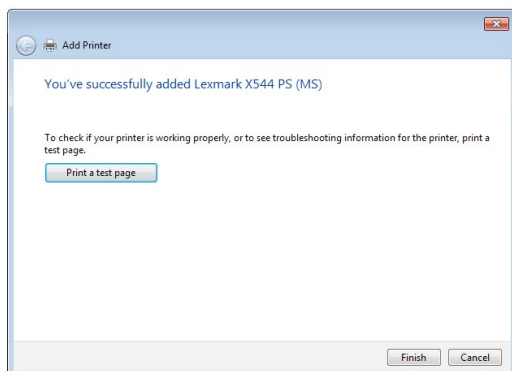 Add Printer
You've successfully added Lexmark X544 PS (MS)
To check if your printer is working properly, or to see troubleshooting information for the printer, print a
test page.
Print a test page
Finish Cancel